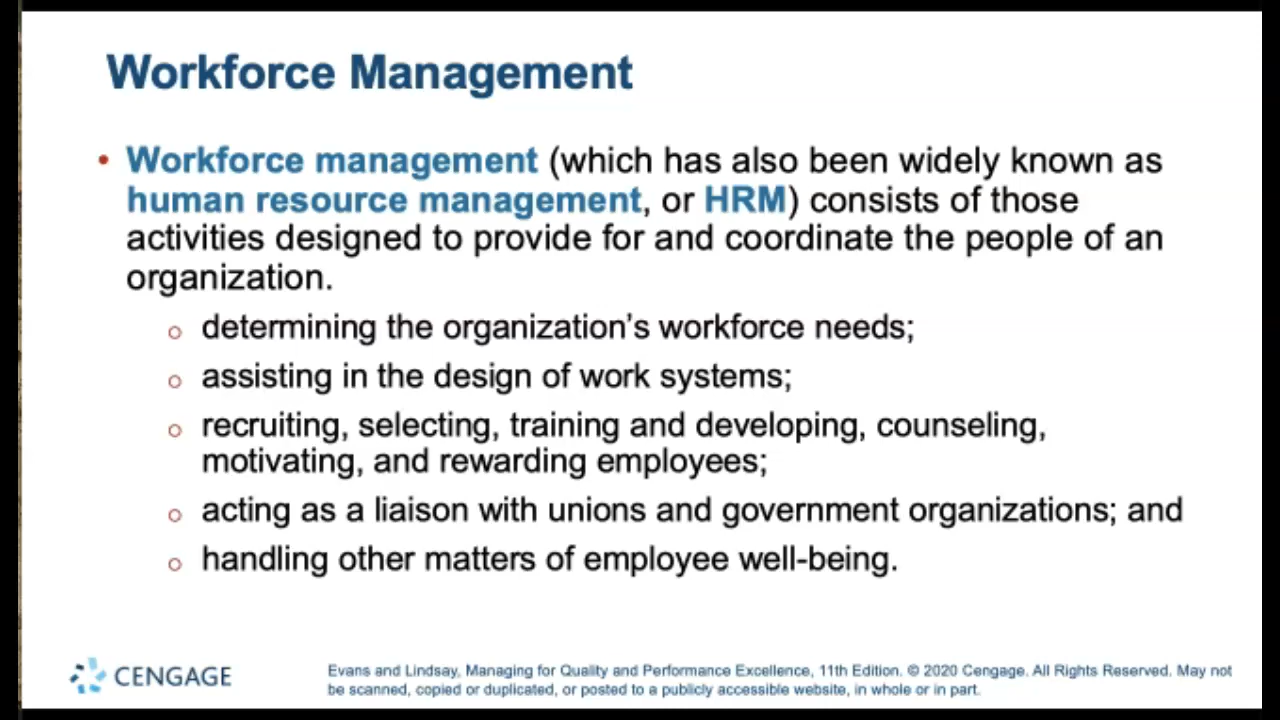 Workforce Management
• Workforce management (which has also been widely known as
human resource management, or HRM) consists of those
activities designed to provide for and coordinate the people of an
organization.
o determining the organization’s workforce needs;
o assisting in the design of work systems;
o recruiting, selecting, training and developing, counseling,
motivating, and rewarding employees;
o acting as a liaison with unions and government organizations; and
o handling other matters of employee well-being.
CENGAGE
Evans and Lindsay, Managing for Quality and Performance Excellence, 11th Edition. © 2020 Cengage. All Rights Reserved. May not
be scanned, copied or duplicated, or posted to a publicly accessible website, in whole or in part.